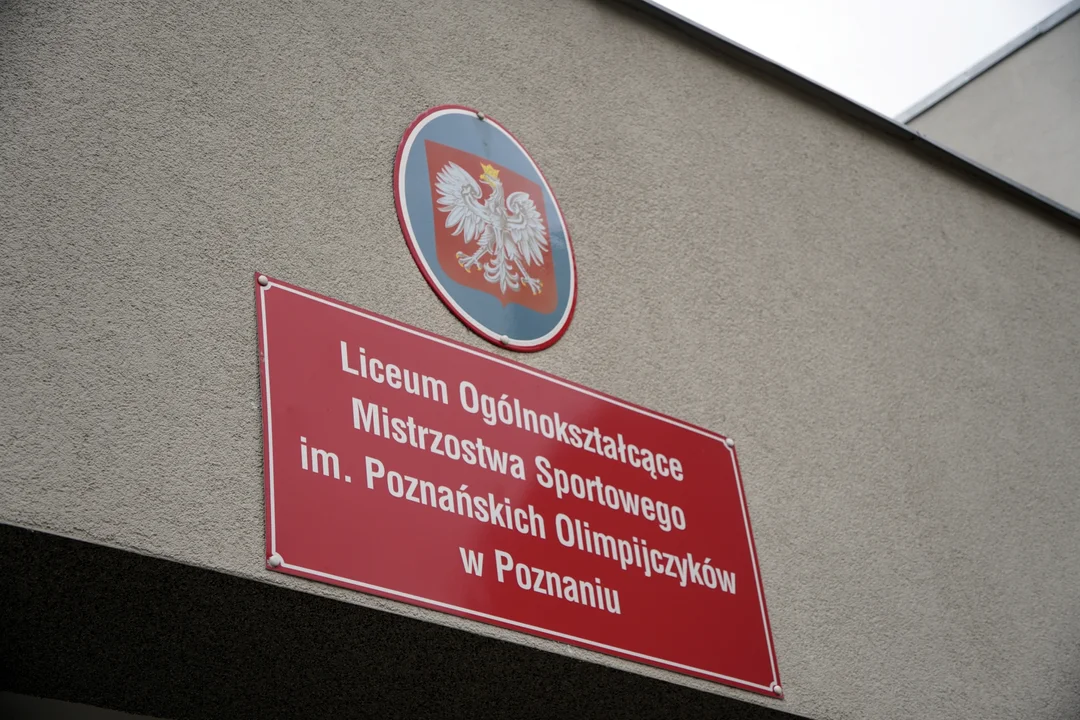 Liceum Ogólnokształcące
Mistrzostwa Sportowego
im. Poznańskich Olimpijczyków
w Poznaniu